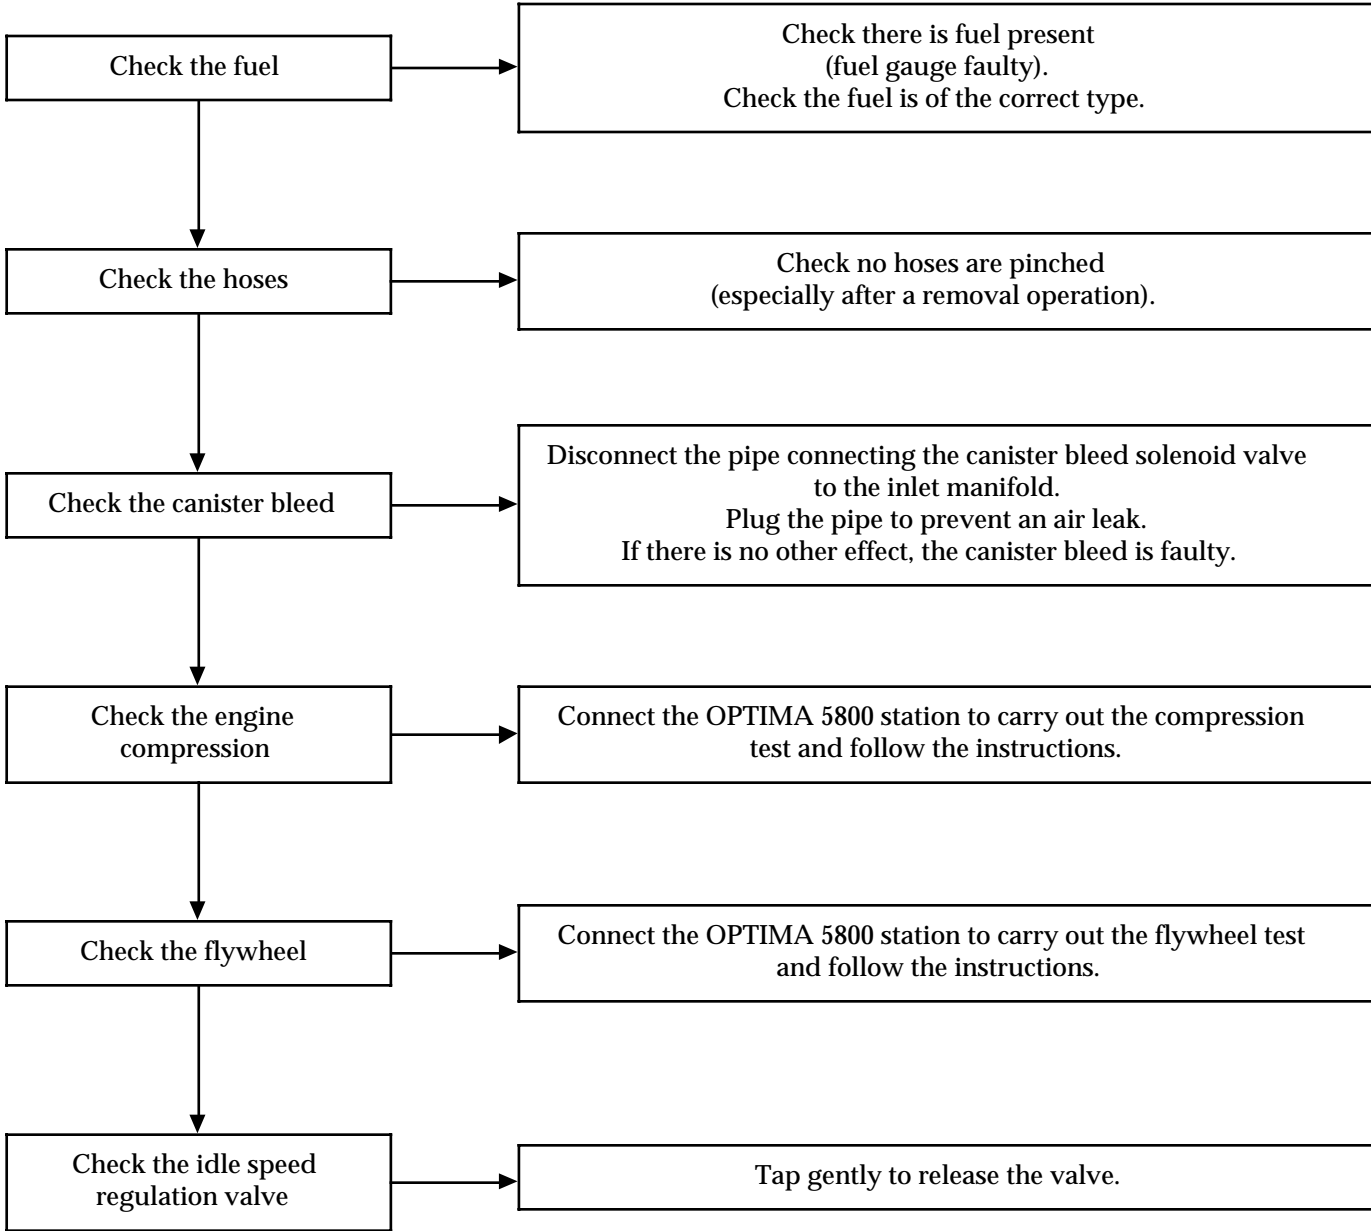 Check the fuel
Check there is fuel present
(fuel gauge faulty).
Check the fuel is of the correct type.
Check the hoses
Check no hoses are pinched
(especially after a removal operation).
Check the canister bleed
Disconnect the pipe connecting the canister bleed solenoid valve
to the inlet manifold.
Plug the pipe to prevent an air leak.
If there is no other effect, the canister bleed is faulty.
Check the engine
compression
Connect the OPTIMA 5800 station to carry out the compression
test and follow the instructions.
Check the flywheel
Connect the OPTIMA 5800 station to carry out the flywheel test
and follow the instructions.
Check the idle speed
regulation valve
Tap gently to release the valve.